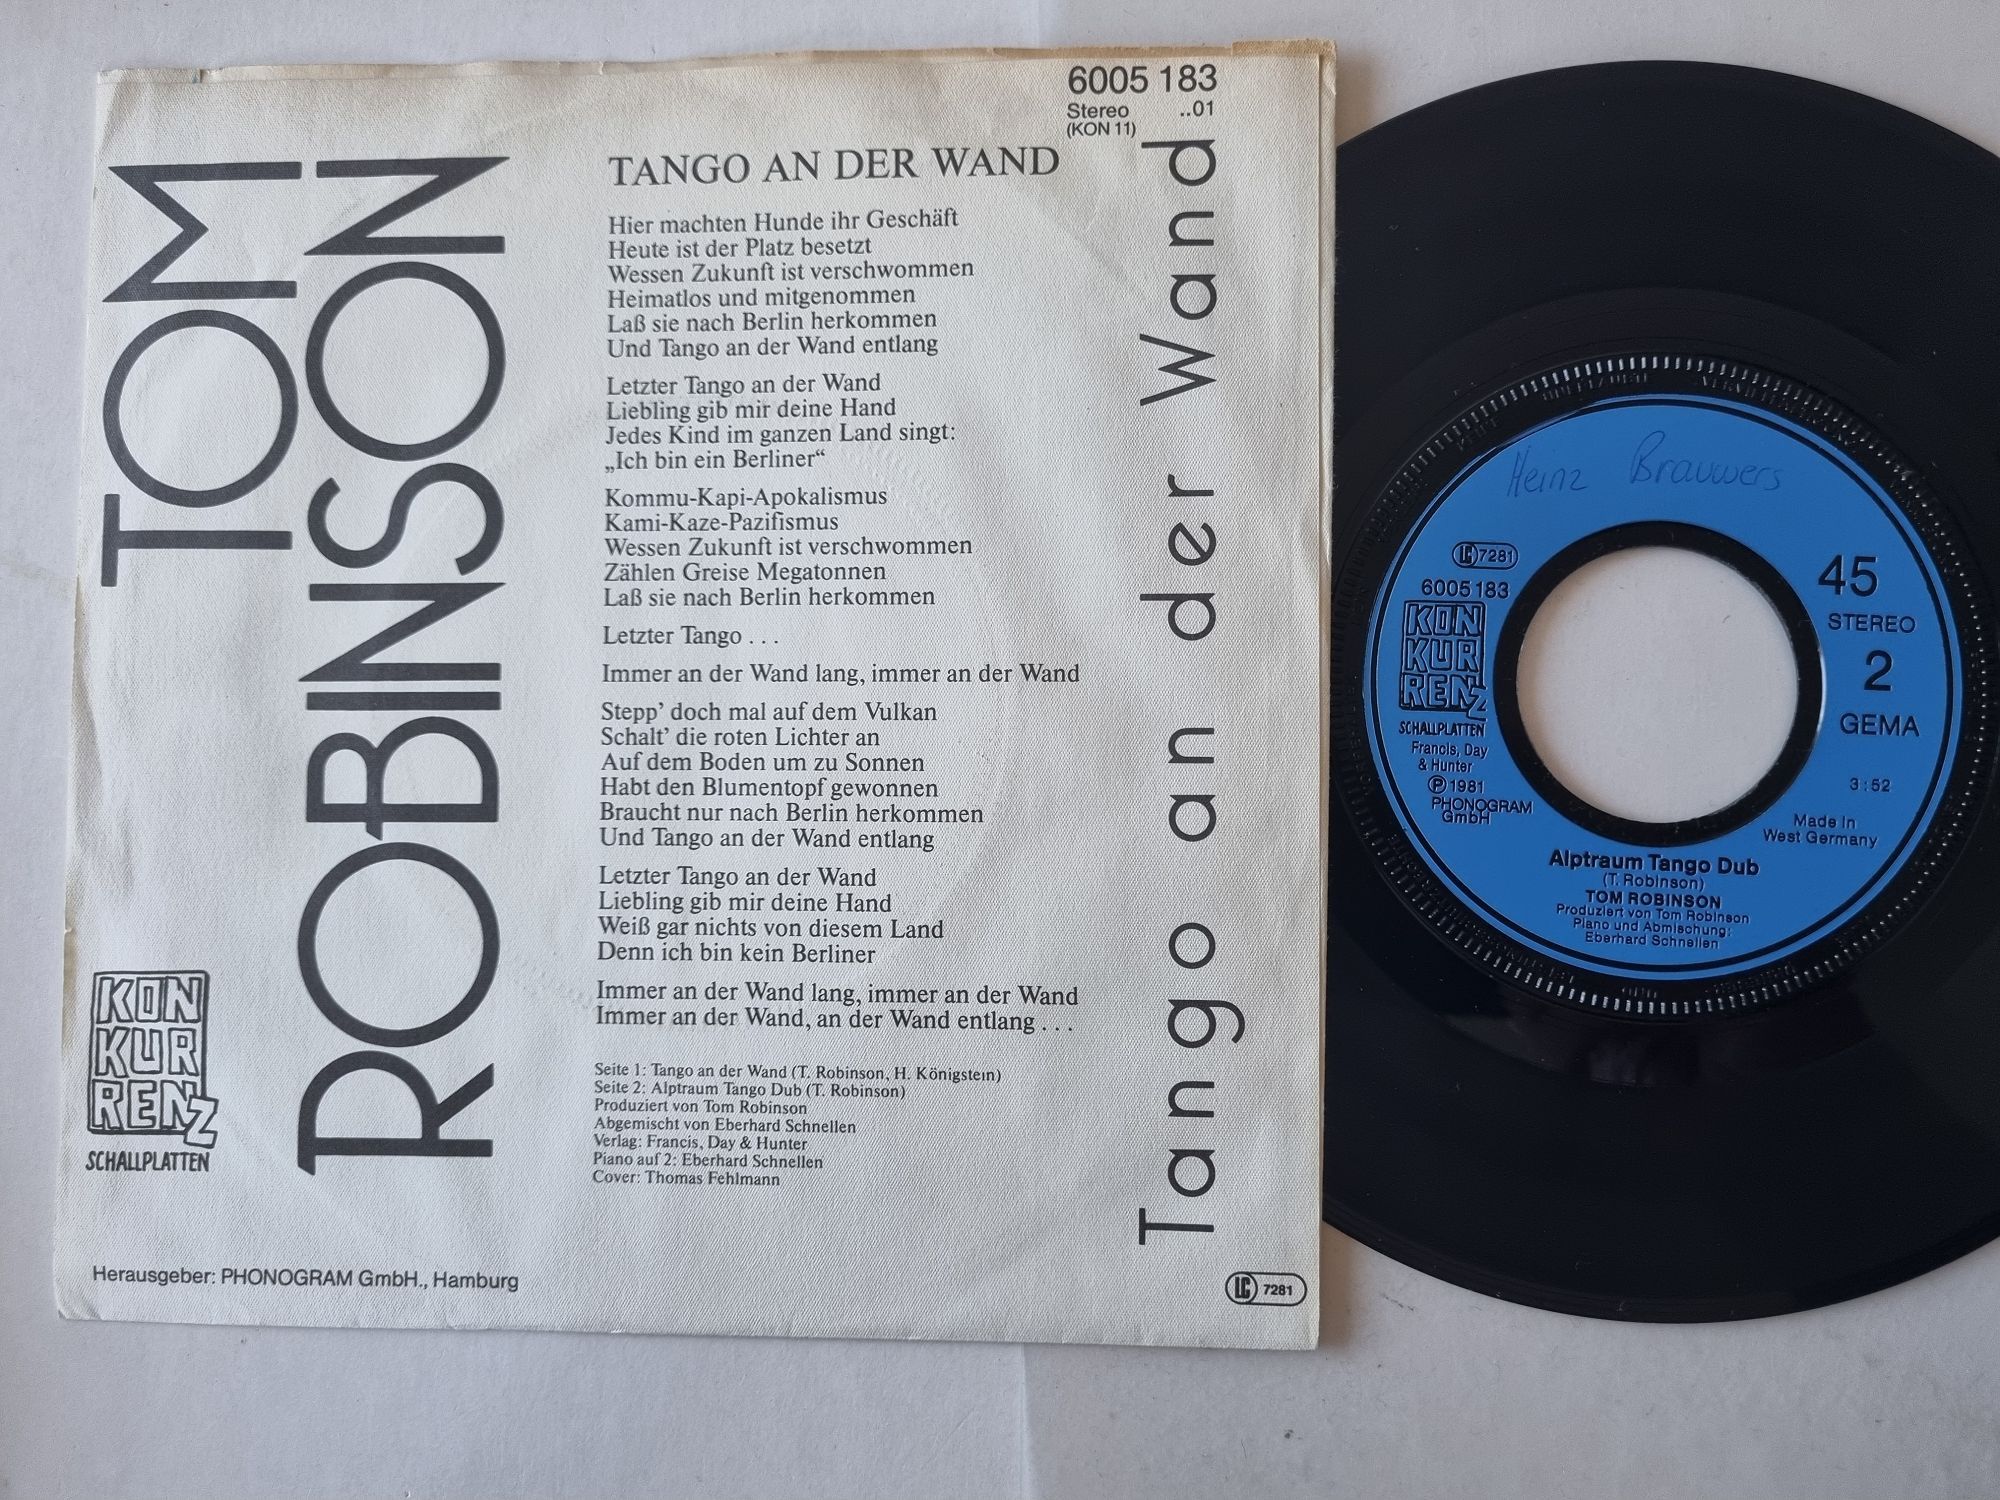 TOM
ROBINSON
6005 183
Stereo ..01
(KON 11)
TANGO AN DER WAND
Hier machten Hunde ihr Geschäft
Heute ist der Platz besetzt
Wessen Zukunft ist verschwommen
Heimatlos und mitgenommen
Laß sie nach Berlin herkommen
Und Tango an der Wand entlang
Letzter Tango an der Wand
Liebling gib mir deine Hand
Jedes Kind im ganzen Land singt:
„Ich bin ein Berliner“
Kommu-Kapi-Apokalismus
Kami-Kaze-Pazifismus
Wessen Zukunft ist verschwommen
Zählen Greise Megatonnen
Laß sie nach Berlin herkommen
Letzter Tango . . .
Immer an der Wand lang, immer an der Wand
Stepp’ doch mal auf dem Vulkan
Schalt’ die roten Lichter an
Auf dem Boden um zu Sonnen
Habt den Blumentopf gewonnen
Braucht nur nach Berlin herkommen
Und Tango an der Wand entlang
Letzter Tango an der Wand
Liebling gib mir deine Hand
Weiß gar nichts von diesem Land
Denn ich bin kein Berliner
Immer an der Wand lang, immer an der Wand
Immer an der Wand, an der Wand entlang . . .
Seite 1: Tango an der Wand (T. Robinson, H. Königstein)
Seite 2: Alptraum Tango Dub (T. Robinson)
Produziert von Tom Robinson
Abgemischt von Eberhard Schnellen
Verlag: Francis, Day & Hunter
Piano auf 2: Eberhard Schnellen
Cover: Thomas Fehlmann
Tango an der Wand
KON
KUR
RENZ
SCHALLPLATTEN
Herausgeber: PHONOGRAM GmbH., Hamburg
LC 7281
Heinz Brauwers
LC 7281
6005 183
KON
KUR
RENZ
SCHALLPLATTEN
Francis, Day
& Hunter
Ⓟ 1981
PHONOGRAM
GmbH
45
STEREO
2
GEMA
3:52
Made in
West Germany
Alptraum Tango Dub
(T. Robinson)
TOM ROBINSON
Produziert von Tom Robinson
Piano und Abmischung:
Eberhard Schnellen